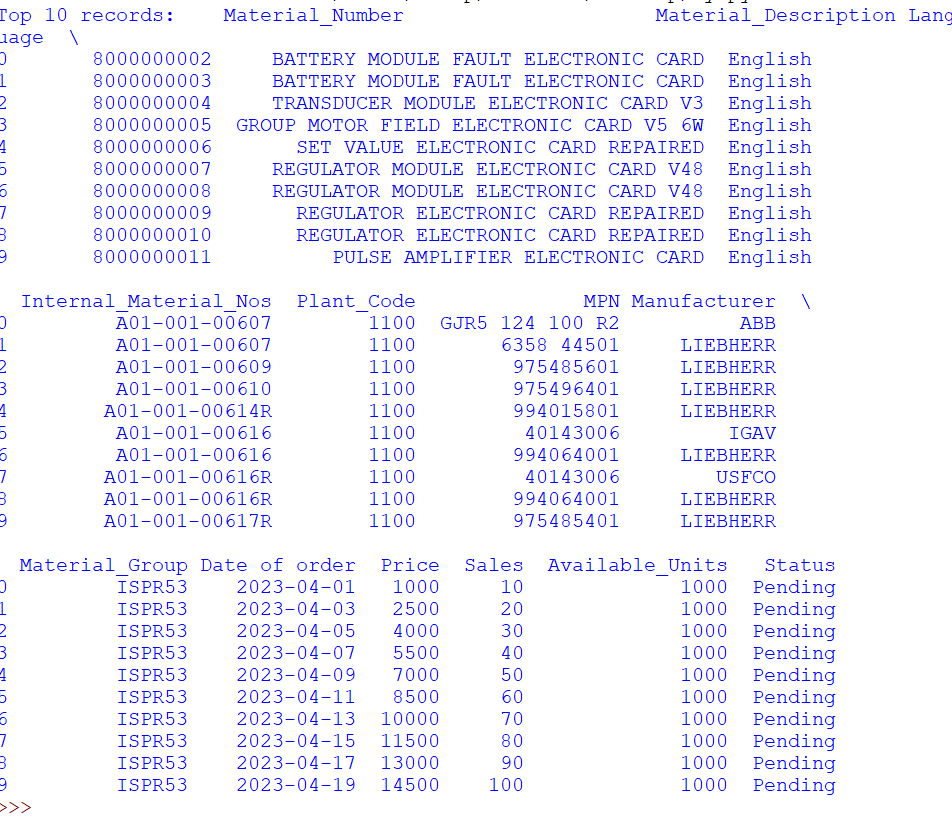 Top 10 records:    Material_Number                     Material_Description Lang
uage  \
0       8000000002     BATTERY MODULE FAULT ELECTRONIC CARD  English
1       8000000003     BATTERY MODULE FAULT ELECTRONIC CARD  English
2       8000000004     TRANSDUCER MODULE ELECTRONIC CARD V3  English
3       8000000005  GROUP MOTOR FIELD ELECTRONIC CARD V5 6W  English
4       8000000006       SET VALUE ELECTRONIC CARD REPAIRED  English
5       8000000007     REGULATOR MODULE ELECTRONIC CARD V48  English
6       8000000008     REGULATOR MODULE ELECTRONIC CARD V48  English
7       8000000009       REGULATOR ELECTRONIC CARD REPAIRED  English
8       8000000010       REGULATOR ELECTRONIC CARD REPAIRED  English
9       8000000011          PULSE AMPLIFIER ELECTRONIC CARD  English
  Internal_Material_Nos  Plant_Code              MPN Manufacturer  \
0         A01-001-00607        1100  GJR5 124 100 R2          ABB
1         A01-001-00607        1100       6358 44501     LIEBHERR
2         A01-001-00609        1100        975485601     LIEBHERR
3         A01-001-00610        1100        975496401     LIEBHERR
4        A01-001-00614R        1100        994015801     LIEBHERR
5         A01-001-00616        1100         40143006         IGAV
6         A01-001-00616        1100        994064001     LIEBHERR
7        A01-001-00616R        1100         40143006        USFCO
8        A01-001-00616R        1100        994064001     LIEBHERR
9        A01-001-00617R        1100        975485401     LIEBHERR
  Material_Group Date of order  Price  Sales  Available_Units   Status
0         ISPR53    2023-04-01   1000     10             1000  Pending
1         ISPR53    2023-04-03   2500     20             1000  Pending
2         ISPR53    2023-04-05   4000     30             1000  Pending
3         ISPR53    2023-04-07   5500     40             1000  Pending
4         ISPR53    2023-04-09   7000     50             1000  Pending
5         ISPR53    2023-04-11   8500     60             1000  Pending
6         ISPR53    2023-04-13  10000     70             1000  Pending
7         ISPR53    2023-04-15  11500     80             1000  Pending
8         ISPR53    2023-04-17  13000     90             1000  Pending
9         ISPR53    2023-04-19  14500    100             1000  Pending
>>>